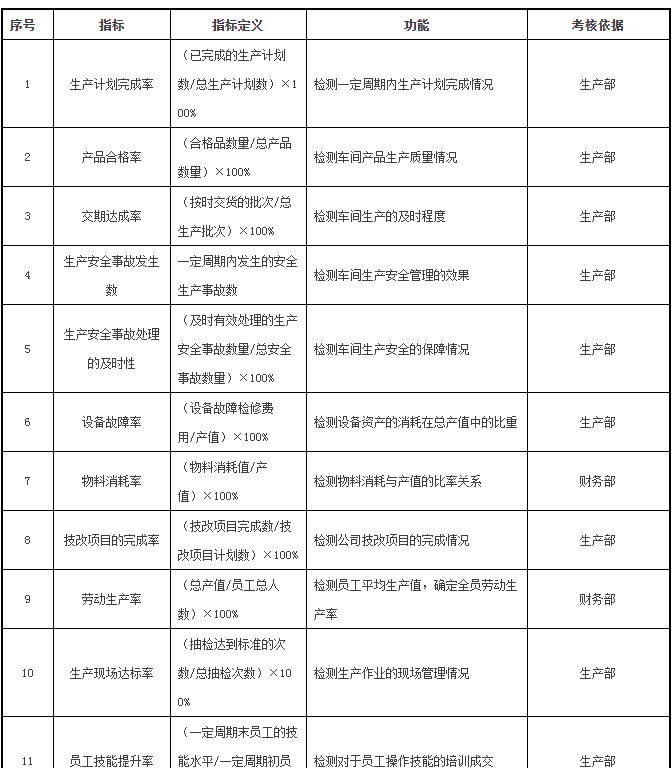 序号 指标 指标定义 功能 考核依据
1 生产计划完成率 （已完成的生产计划
数/总生产计划数）×1
00% 检测一定周期内生产计划完成情况 生产部
2 产品合格率 （合格品数量/总产品
数量）×100% 检测车间产品生产质量情况 生产部
3 交期达成率 （按时交货的批次/总
生产批次）×100% 检测车间生产的及时程度 生产部
4 生产安全事故发生
数 一定周期内发生的安全
生产事故数 检测车间生产安全管理的效果 生产部
5 生产安全事故处理
的及时性 （及时有效处理的生产
安全事故数量/总安全
事故数量）×100% 检测车间生产安全的保障情况 生产部
6 设备故障率 （设备故障检修费
用/产值）×100% 检测设备资产的消耗在总产值中的比重 生产部
7 物料消耗率 （物料消耗值/产
值）×100% 检测物料消耗与产值的比率关系 财务部
8 技改项目的完成率 （技改项目完成数/技
改项目计划数）×100% 检测公司技改项目的完成情况 生产部
9 劳动生产率 （总产值/员工总人
数）×100% 检测员工平均生产值，确定全员劳动生
产率 财务部
10 生产现场达标率 （抽检达到标准的次
数/总抽检次数）×10
0% 检测生产作业的现场管理情况 生产部
11 员工技能提升率 （一定周期末员工的技
能水平/一定周期初员 检测对于员工操作技能的培训成交 生产部